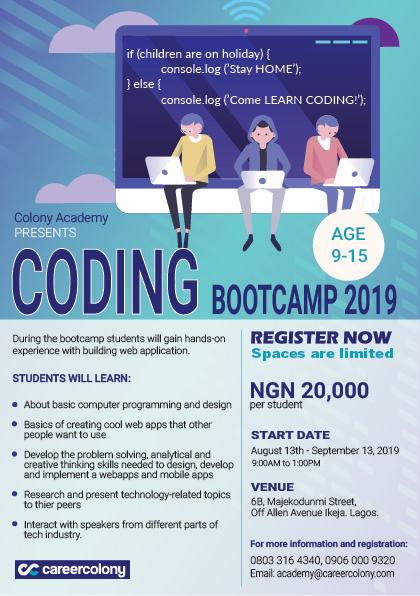 if (children are on holiday) {
console.log ('Stay HOME');
} else {
console.log ('Come LEARN CODING!');
Colony Academy
PRESENTS
AGE
9-15
CODING BOOTCAMP 2019
During the bootcamp students will gain hands-on
experience with building web application.
STUDENTS WILL LEARN:
About basic computer programming and design
Basics of creating cool web apps that other
people want to use
Develop the problem solving, analytical and
creative thinking skills needed to design, develop
and implement a webapps and mobile apps
Research and present technology-related topics
to thier peers
Interact with speakers from different parts of
tech industry.
careercolony
REGISTER NOW
Spaces are limited
NGN 20,000
per student
START DATE
August 13th - September 13, 2019
9:00AM to 1:00PM
VENUE
6B, Majekodunmi Street,
Off Allen Avenue Ikeja. Lagos.
For more information and registration:
0803 316 4340, 0906 000 9320
Email: academy@careercolony.com